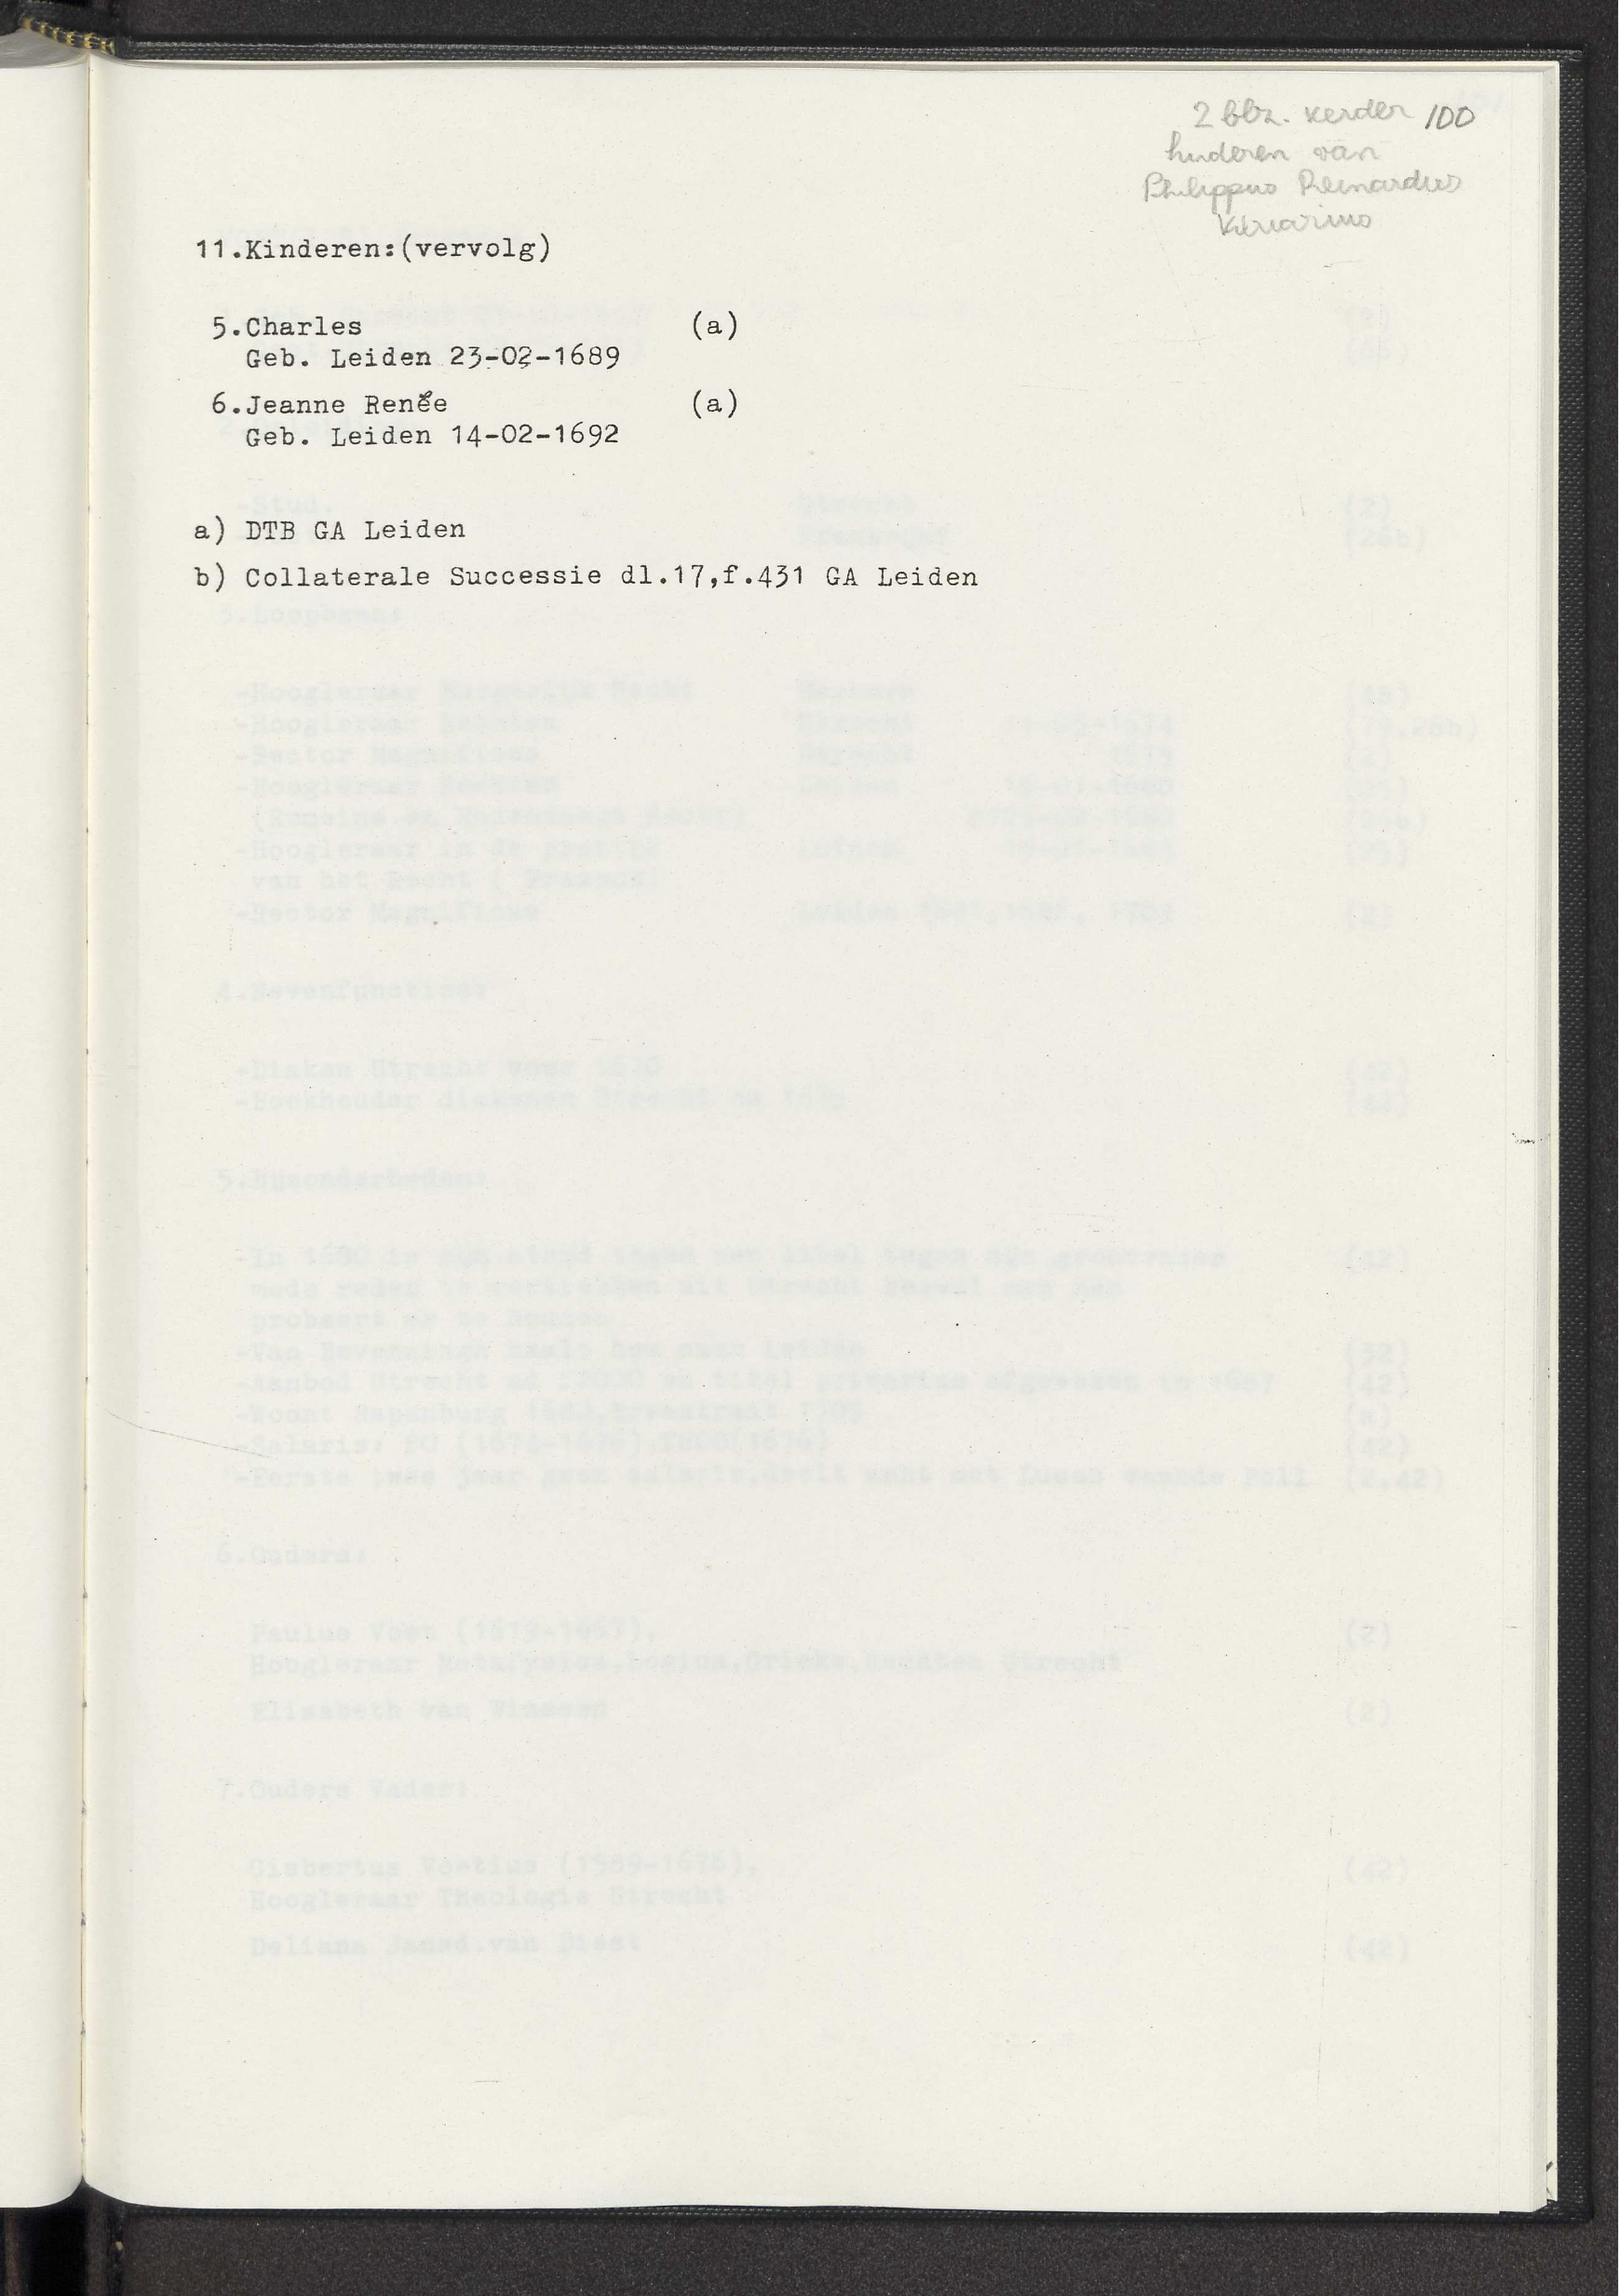 2 blz. verder 100
kinderen van
Philippus Reinardus
Vitriarius
11.Kinderen:(vervolg)
5.Charles (a)
Geb. Leiden 23-02-1689
6.Jeanne Renée (a)
Geb. Leiden 14-02-1692
a) DTB GA Leiden
b) Collaterale Successie dl.17,f.431 GA Leiden